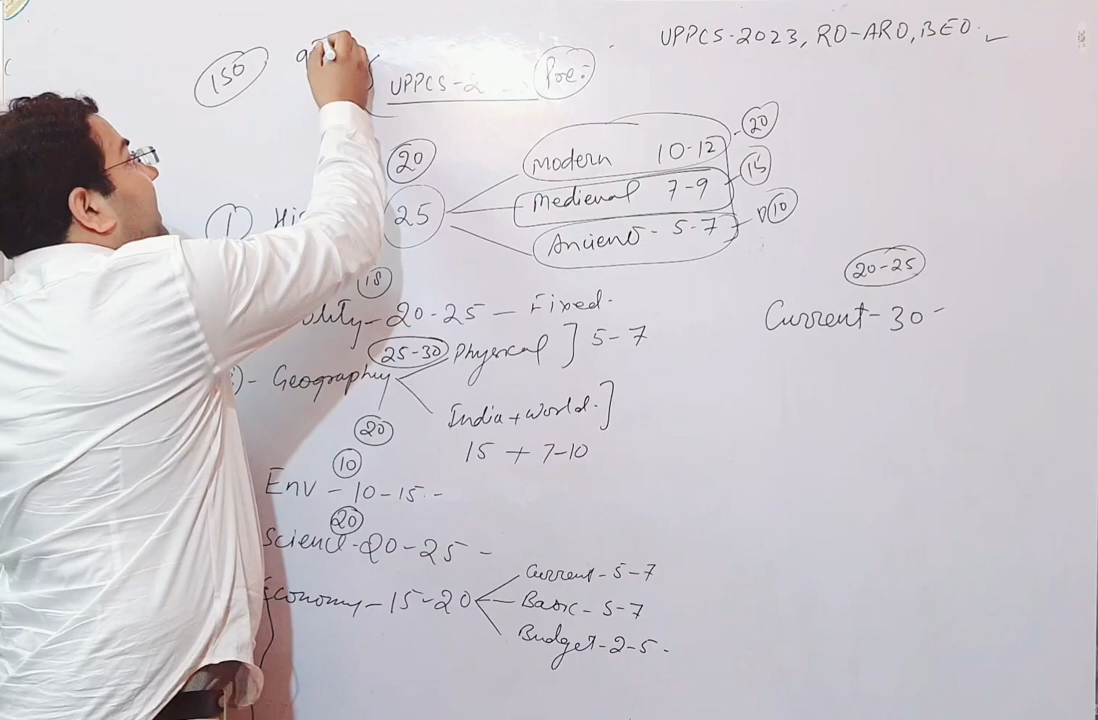 UPPCS-2023, RO-ARO, BEO.
150
UPPCS-2 Pre:
20
1 His 25
Modern 10-12 - 20
Medieval 7-9 15
Ancient - 5-7 10
18
olity - 20-25 - Fixed.
20-25
Current - 30 -
25-30
)- Geography Physical ] 5-7
India + World. ]
20
15 + 7-10
10
Env - 10-15. -
20
Science - 20-25 -
Economy - 15-20
Current - 5-7
Basic - 5-7
Budget - 2-5.